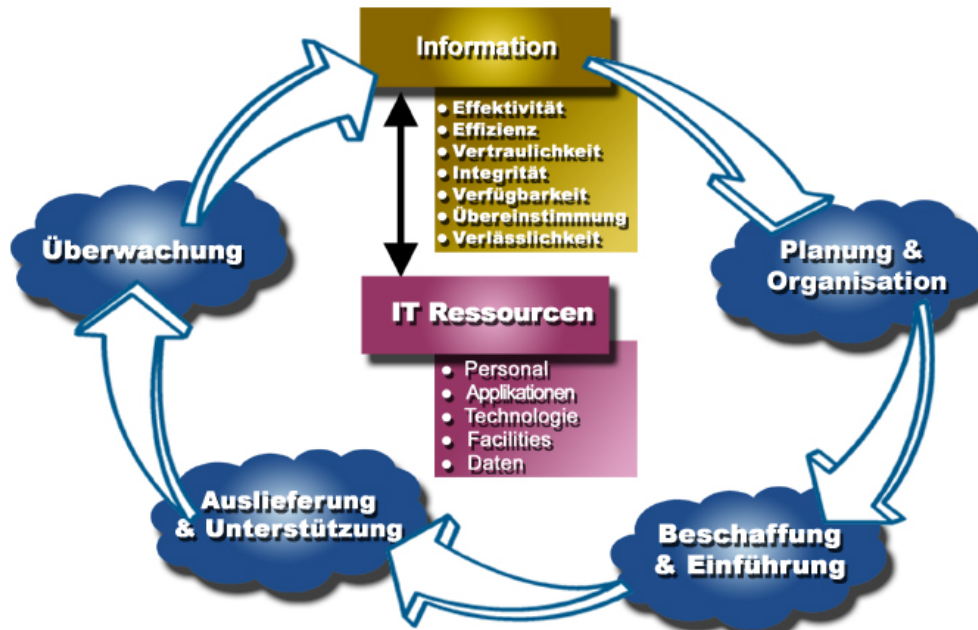 Information
• Effektivität
• Effizienz
• Vertraulichkeit
• Integrität
• Verfügbarkeit
• Übereinstimmung
• Verlässlichkeit
Überwachung
Planung &
Organisation
IT Ressourcen
• Personal
• Applikationen
• Technologie
• Facilities
• Daten
Auslieferung
& Unterstützung
Beschaffung
& Einführung